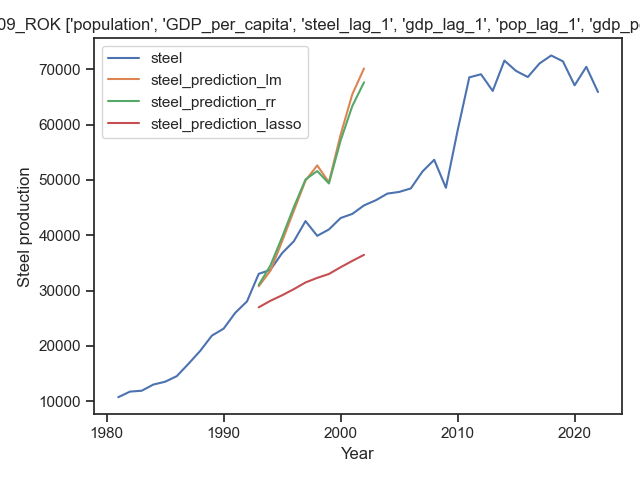 09_ROK ['population', 'GDP_per_capita', 'steel_lag_1', 'gdp_lag_1', 'pop_lag_1', 'gdp_p
steel
steel_prediction_lm
steel_prediction_rr
steel_prediction_lasso
70000
60000
50000
40000
30000
20000
10000
Steel production
1980
1990
2000
2010
2020
Year